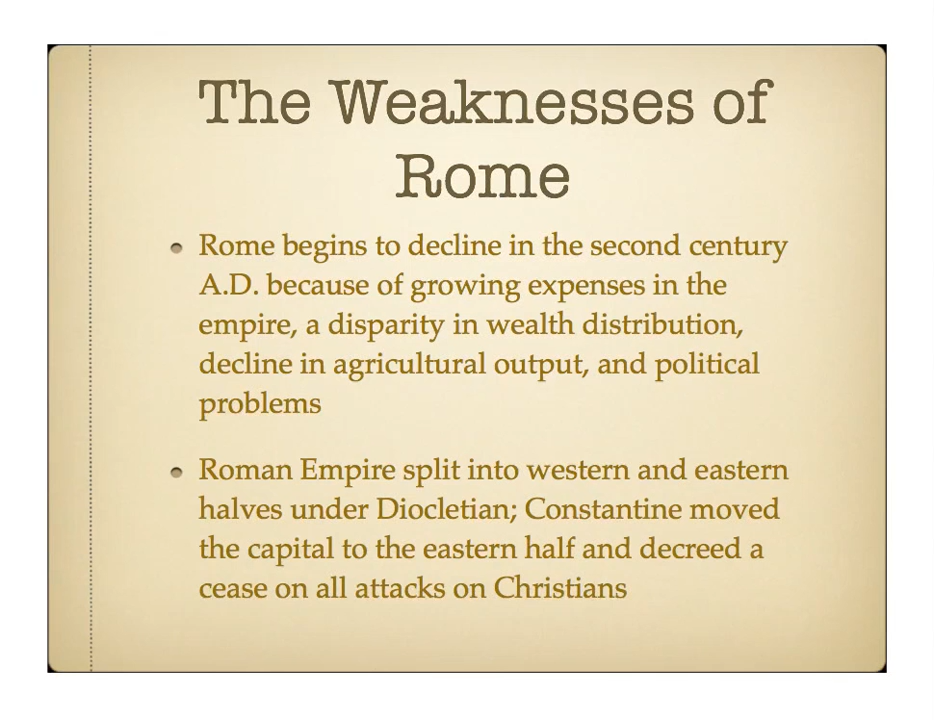 The Weaknesses of
Rome
Rome begins to decline in the second century
A.D. because of growing expenses in the
empire, a disparity in wealth distribution,
decline in agricultural output, and political
problems
Roman Empire split into western and eastern
halves under Diocletian; Constantine moved
the capital to the eastern half and decreed a
cease on all attacks on Christians